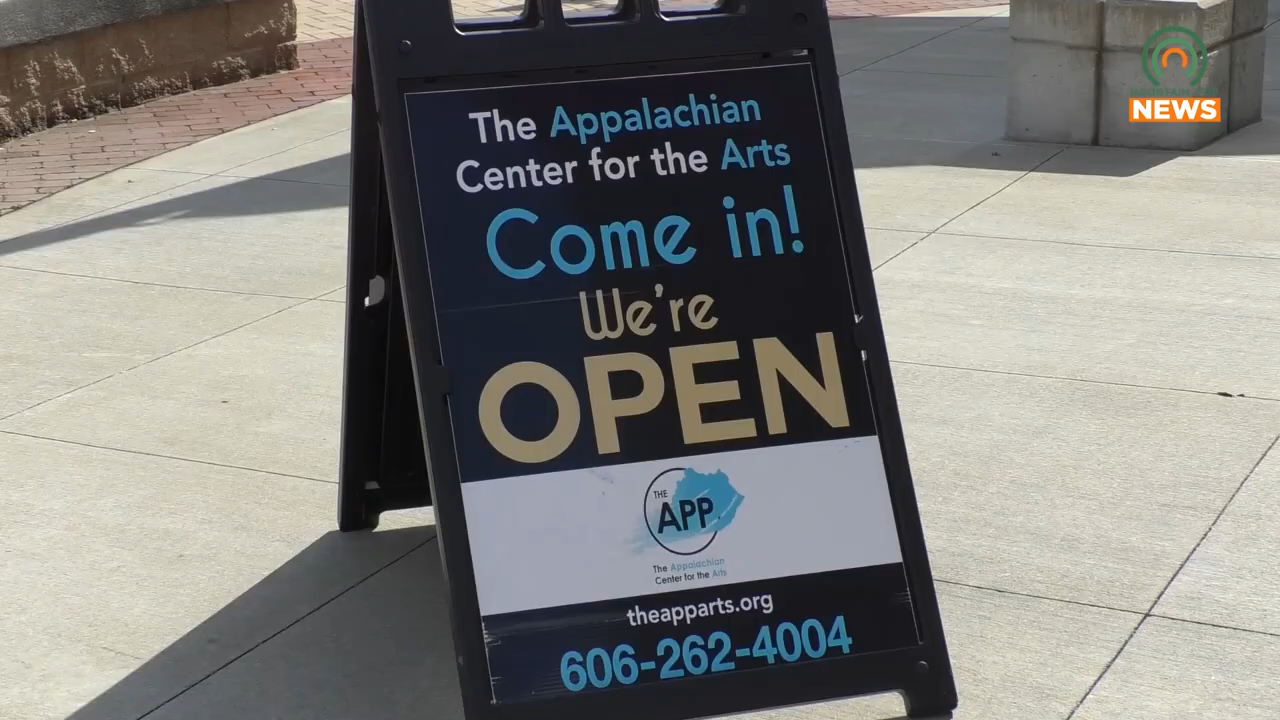 The Appalachian
Center for the Arts
Come in!
We're
OPEN
THE
APP
The Appalachian
Center for the Arts
theapparts.org
606-262-4004
NEWS